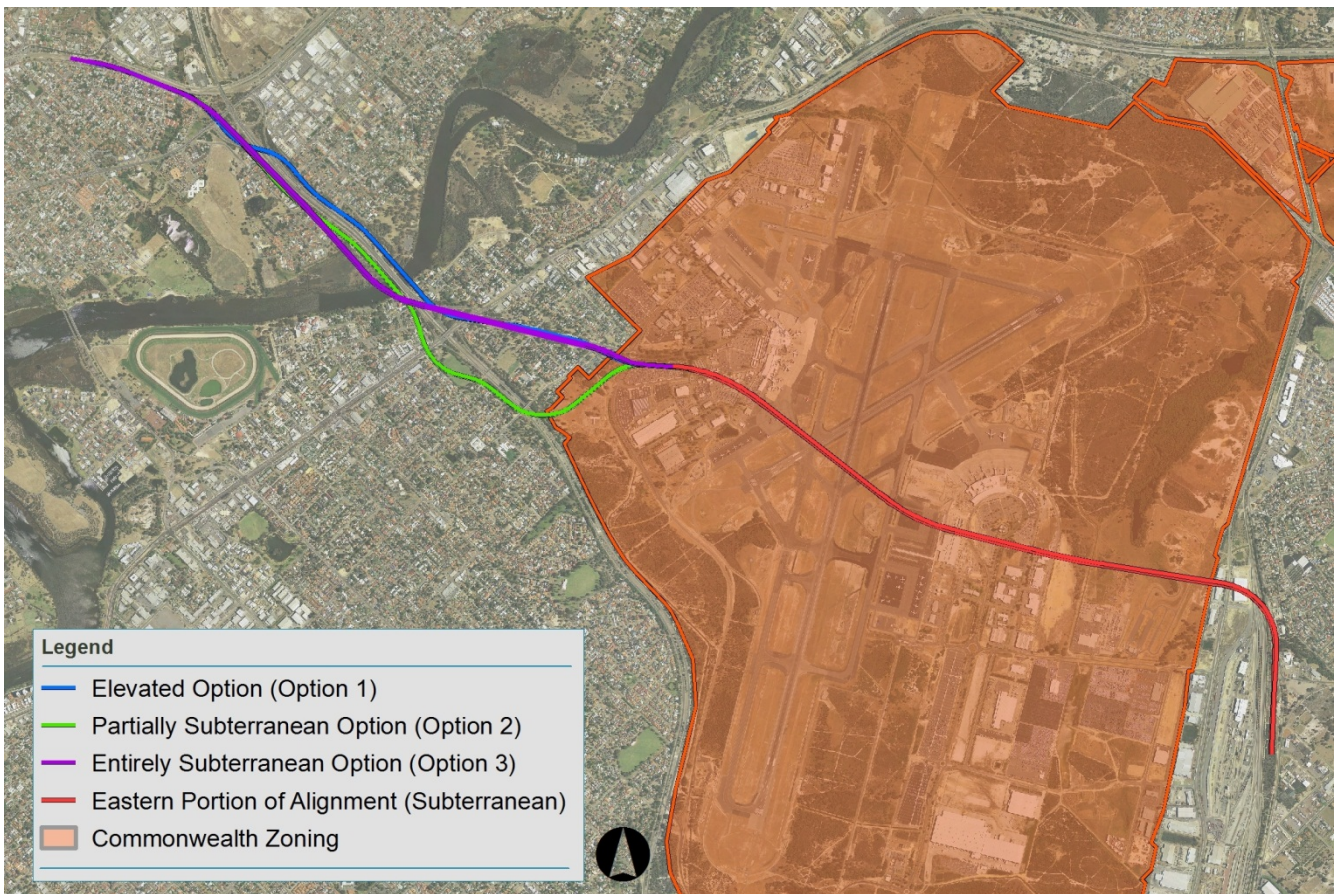 Legend
Elevated Option (Option 1)
Partially Subterranean Option (Option 2)
Entirely Subterranean Option (Option 3)
Eastern Portion of Alignment (Subterranean)
Commonwealth Zoning